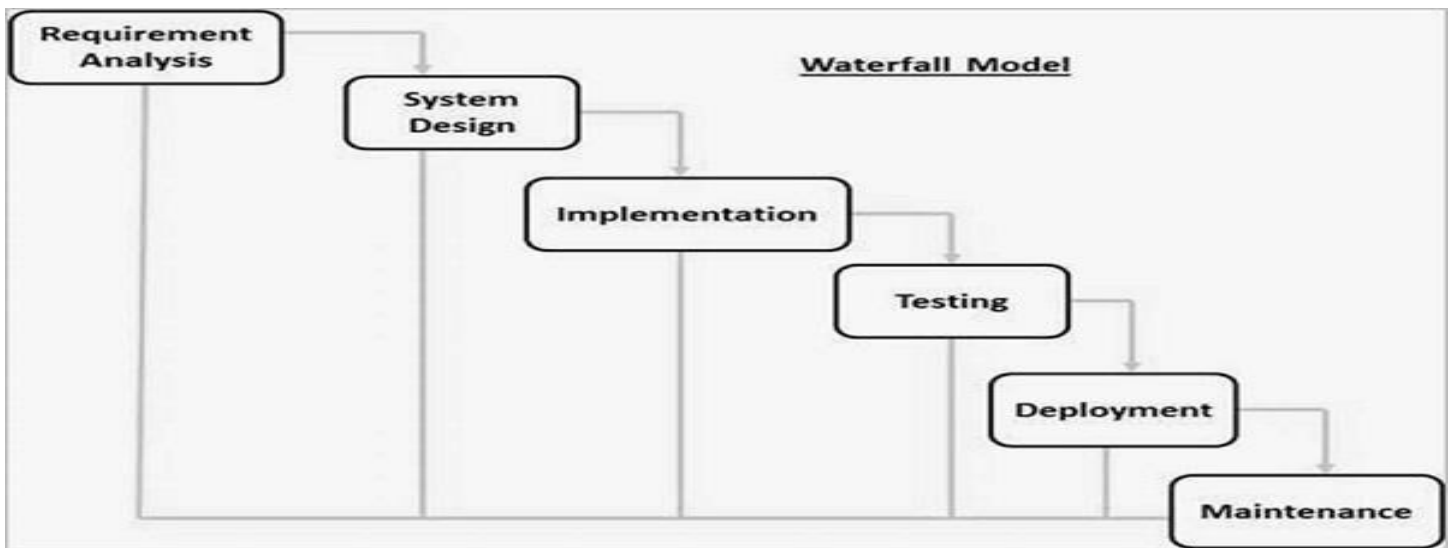 Requirement
Analysis
Waterfall Model
System
Design
Implementation
Testing
Deployment
Maintenance